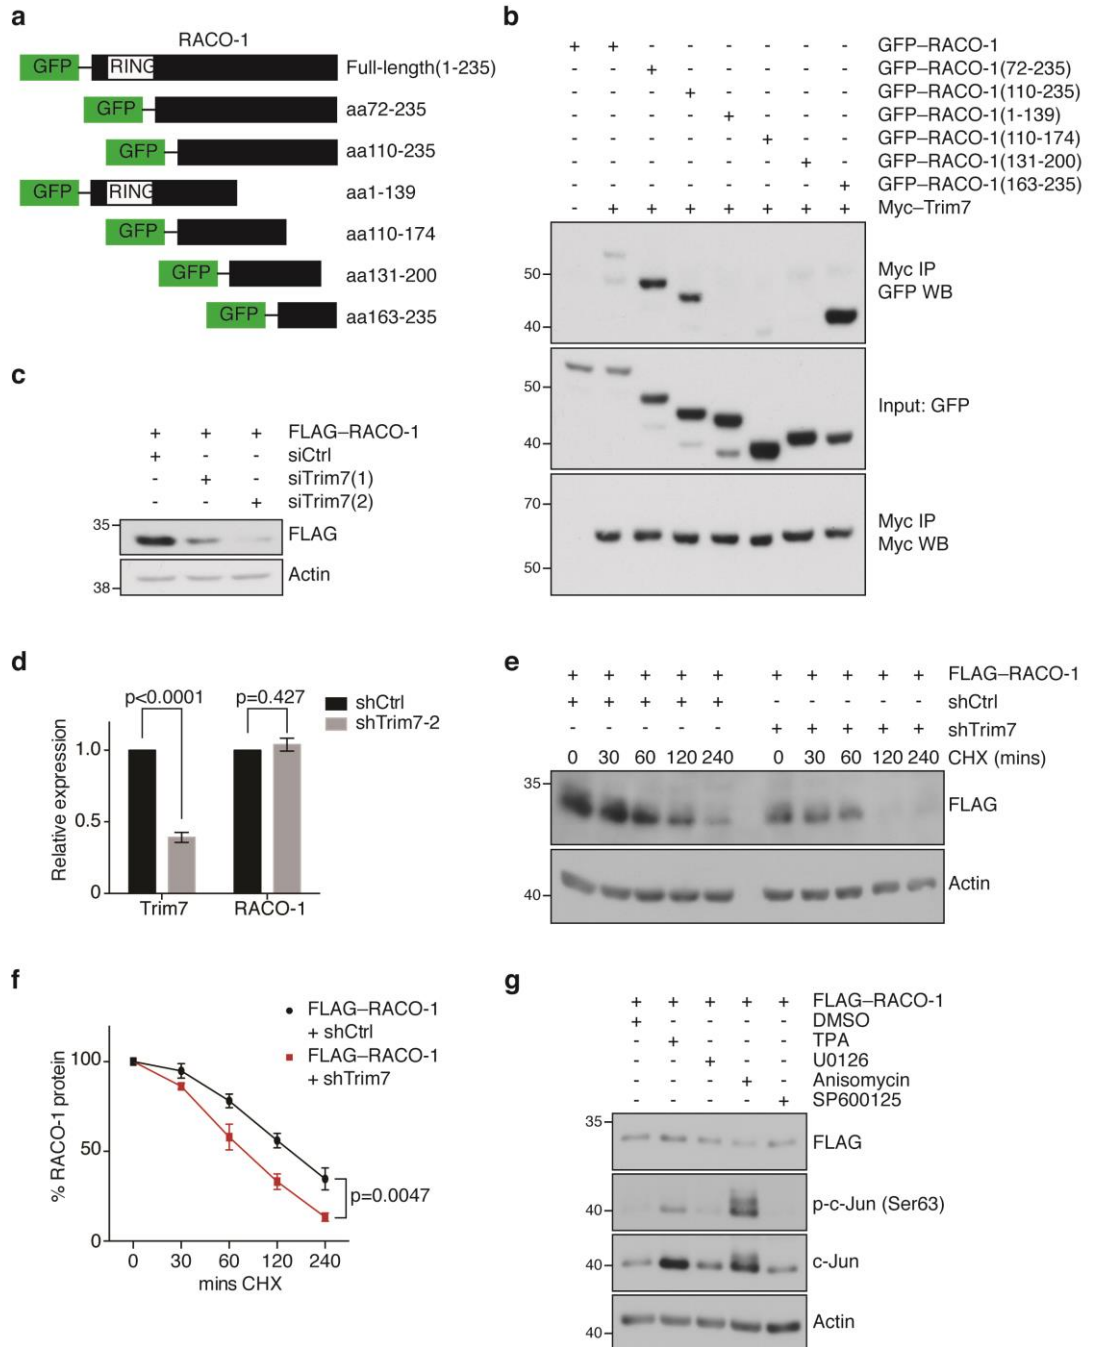 a
RACO-1
GFP RING Full-length(1-235)
GFP aa72-235
GFP aa110-235
GFP RING aa1-139
GFP aa110-174
GFP aa131-200
GFP aa163-235
b
+ + - - - - - - GFP–RACO-1
- - + - - - - - GFP–RACO-1(72-235)
- - - + - - - - GFP–RACO-1(110-235)
- - - - + - - - GFP–RACO-1(1-139)
- - - - - + - - GFP–RACO-1(110-174)
- - - - - - + - GFP–RACO-1(131-200)
- - - - - - - + GFP–RACO-1(163-235)
- + + + + + + + Myc–Trim7
50
40
Myc IP
GFP WB
50
40
Input: GFP
70
50
Myc IP
Myc WB
c
+ + + FLAG–RACO-1
+ - - siCtrl
- + - siTrim7(1)
- - + siTrim7(2)
35
FLAG
Actin
38
d
p<0.0001 p=0.427
shCtrl
shTrim7-2
Relative expression
1.0
0.5
0
Trim7 RACO-1
e
+ + + + + + + + + + FLAG–RACO-1
+ + + + + - - - - - shCtrl
- - - - - + + + + + shTrim7
0 30 60 120 240 0 30 60 120 240 CHX (mins)
35
FLAG
Actin
40
f
FLAG–RACO-1
+ shCtrl
FLAG–RACO-1
+ shTrim7
% RACO-1 protein
100
50
0
p=0.0047
0 30 60 120 240
mins CHX
g
+ + + + + FLAG–RACO-1
+ - - - - DMSO
- + - - - TPA
- - + - - U0126
- - - + - Anisomycin
- - - - + SP600125
35
FLAG
40
p-c-Jun (Ser63)
40
c-Jun
Actin
40